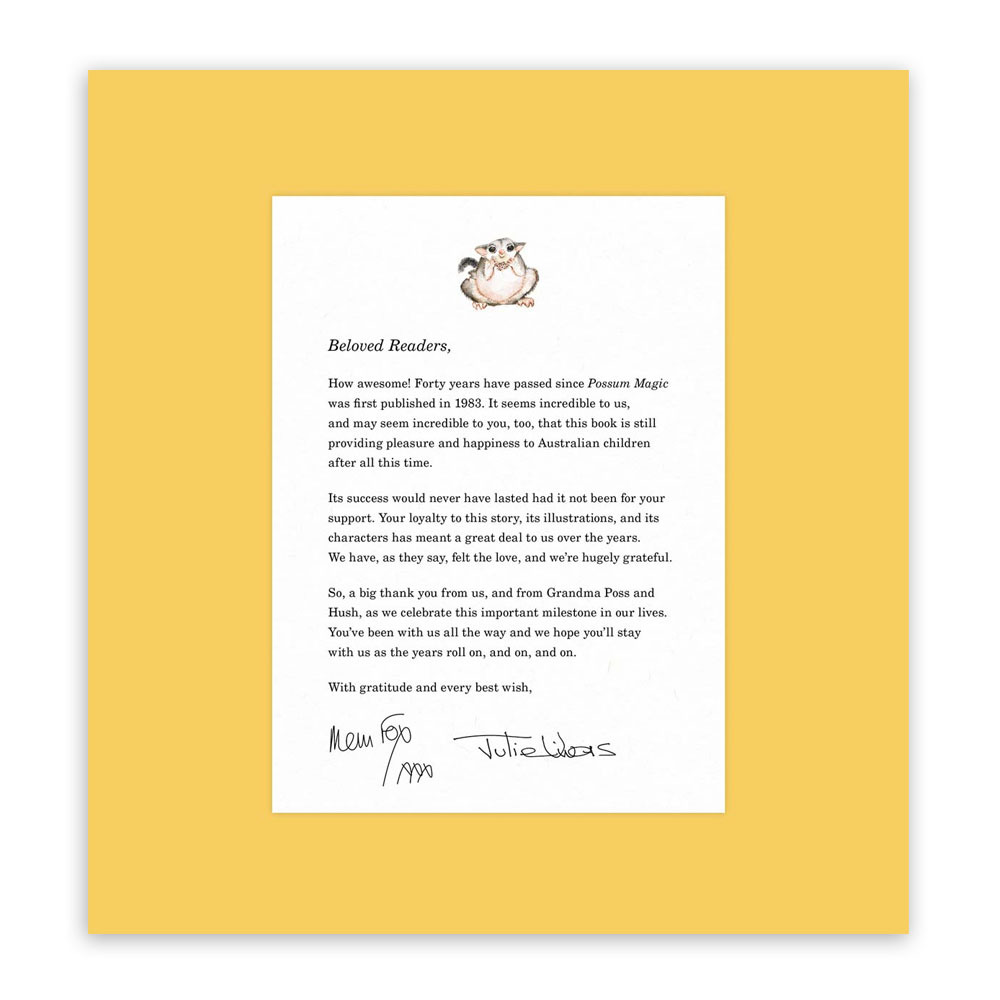 Beloved Readers,
How awesome! Forty years have passed since Possum Magic
was first published in 1983. It seems incredible to us,
and may seem incredible to you, too, that this book is still
providing pleasure and happiness to Australian children
after all this time.
Its success would never have lasted had it not been for your
support. Your loyalty to this story, its illustrations, and its
characters has meant a great deal to us over the years.
We have, as they say, felt the love, and we’re hugely grateful.
So, a big thank you from us, and from Grandma Poss and
Hush, as we celebrate this important milestone in our lives.
You’ve been with us all the way and we hope you’ll stay
with us as the years roll on, and on, and on.
With gratitude and every best wish,
Mem Fox
xxx
Julie Vivas